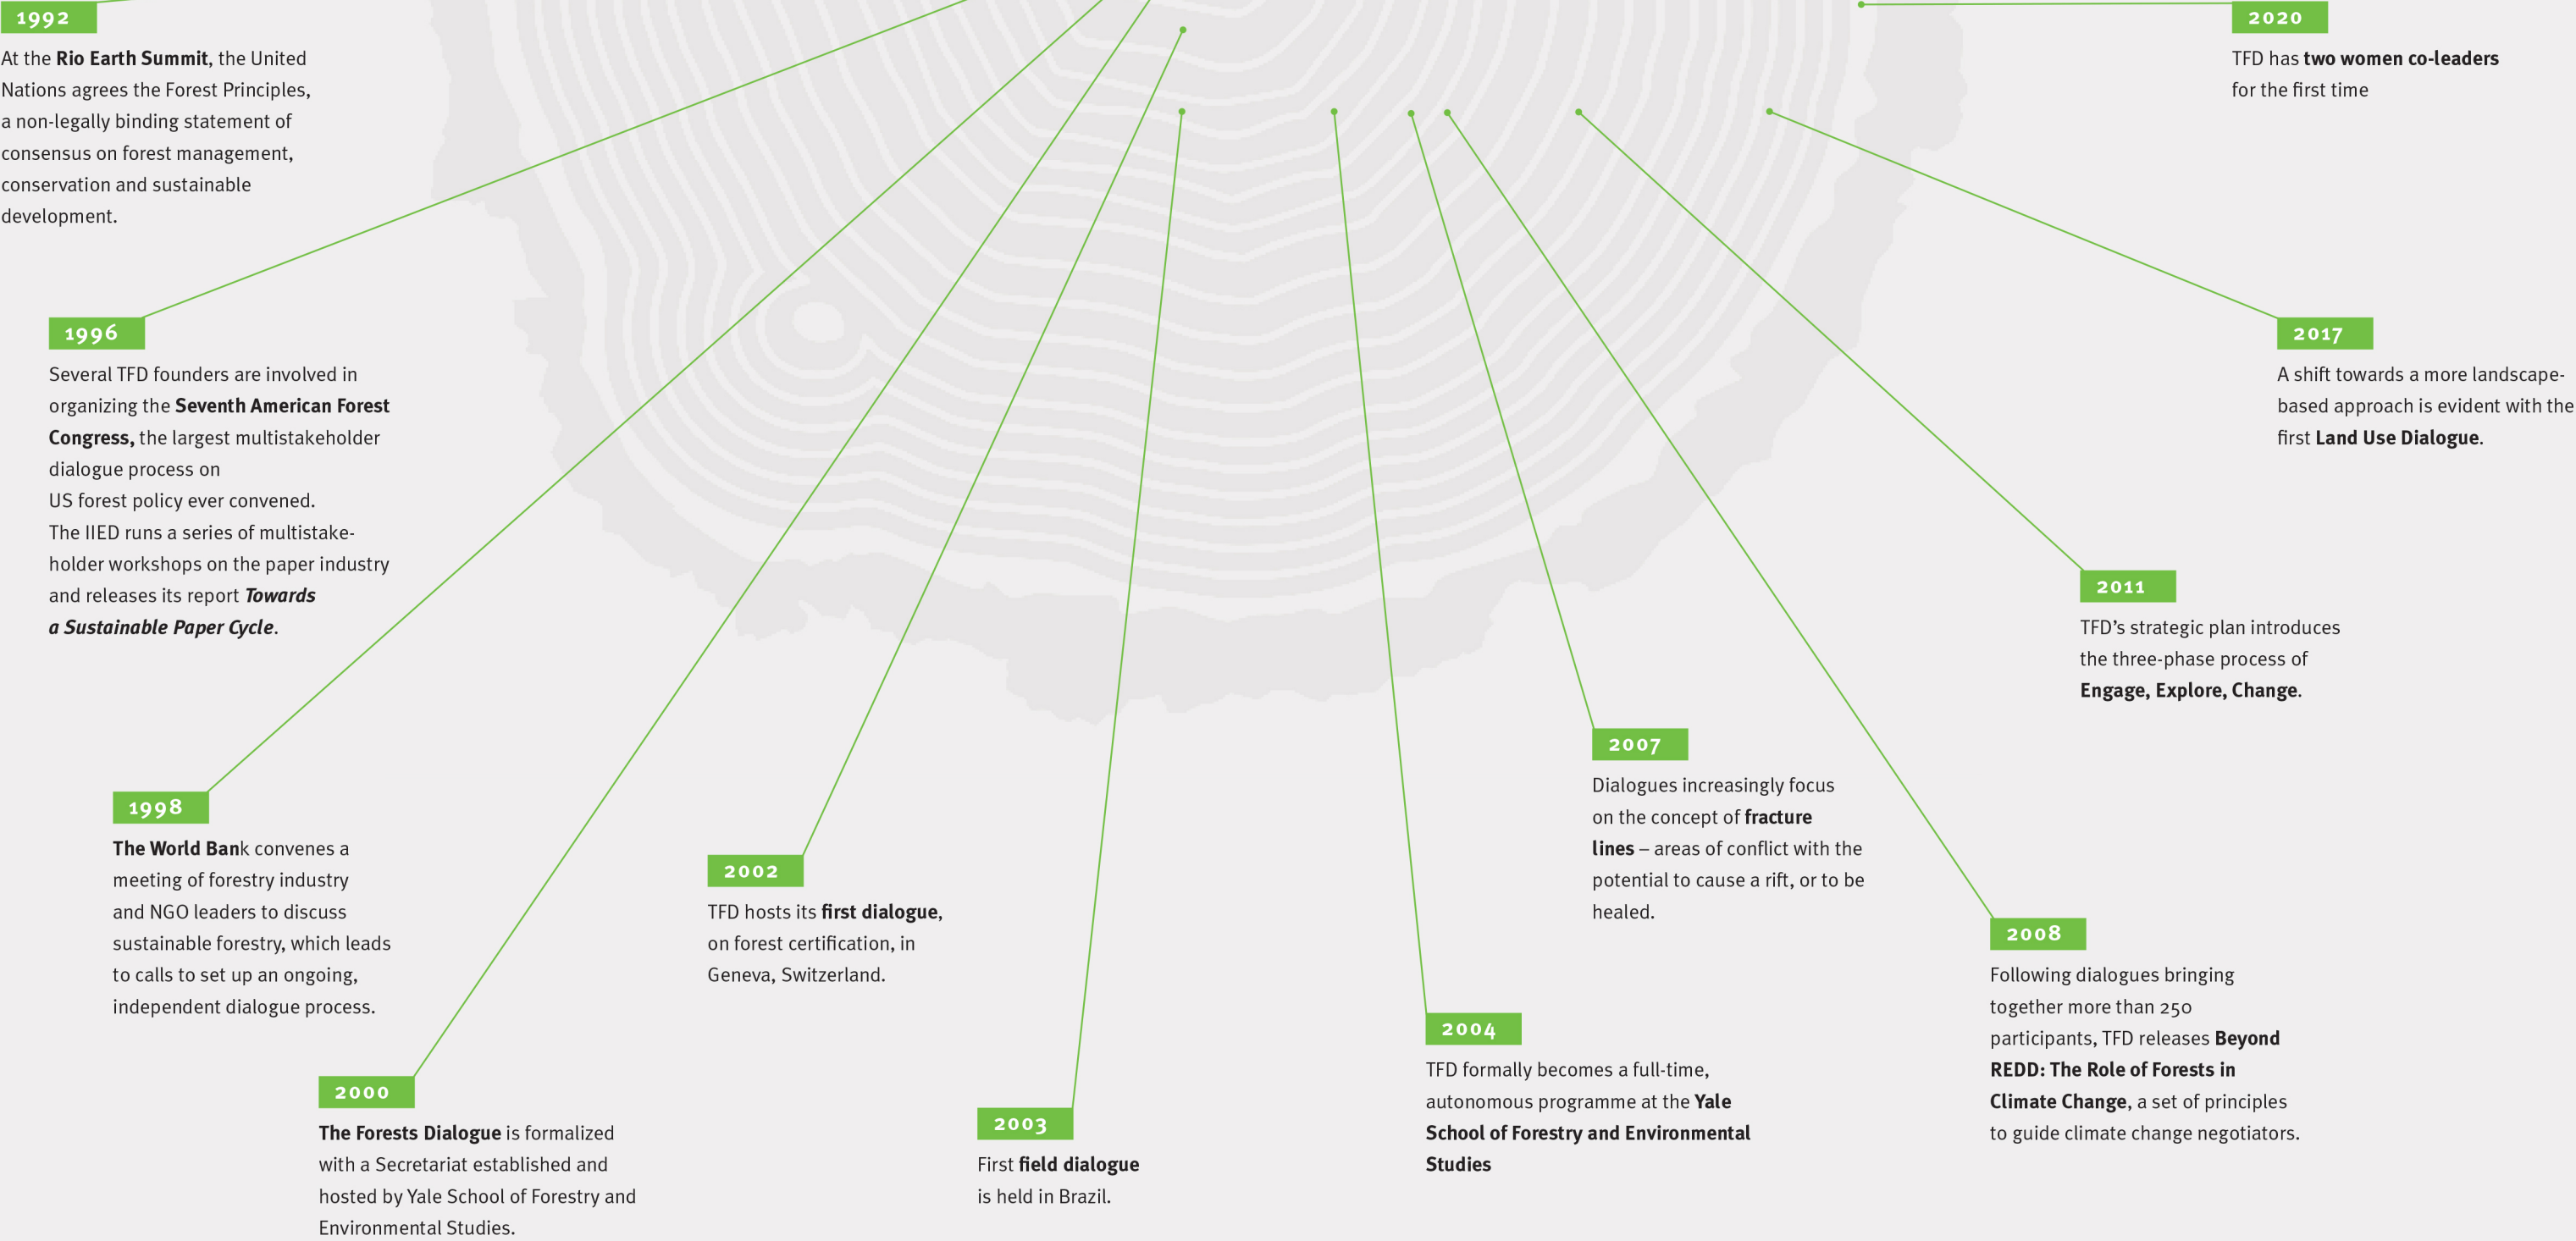 1992
At the Rio Earth Summit, the United
Nations agrees the Forest Principles,
a non-legally binding statement of
consensus on forest management,
conservation and sustainable
development.
1996
Several TFD founders are involved in
organizing the Seventh American Forest
Congress, the largest multistakeholder
dialogue process on
US forest policy ever convened.
The IIED runs a series of multistake-
holder workshops on the paper industry
and releases its report Towards
a Sustainable Paper Cycle.
1998
The World Bank convenes a
meeting of forestry industry
and NGO leaders to discuss
sustainable forestry, which leads
to calls to set up an ongoing,
independent dialogue process.
2000
The Forests Dialogue is formalized
with a Secretariat established and
hosted by Yale School of Forestry and
Environmental Studies.
2002
TFD hosts its first dialogue,
on forest certification, in
Geneva, Switzerland.
2003
First field dialogue
is held in Brazil.
2004
TFD formally becomes a full-time,
autonomous programme at the Yale
School of Forestry and Environmental
Studies
2007
Dialogues increasingly focus
on the concept of fracture
lines – areas of conflict with the
potential to cause a rift, or to be
healed.
2008
Following dialogues bringing
together more than 250
participants, TFD releases Beyond
REDD: The Role of Forests in
Climate Change, a set of principles
to guide climate change negotiators.
2011
TFD’s strategic plan introduces
the three-phase process of
Engage, Explore, Change.
2017
A shift towards a more landscape-
based approach is evident with the
first Land Use Dialogue.
2020
TFD has two women co-leaders
for the first time